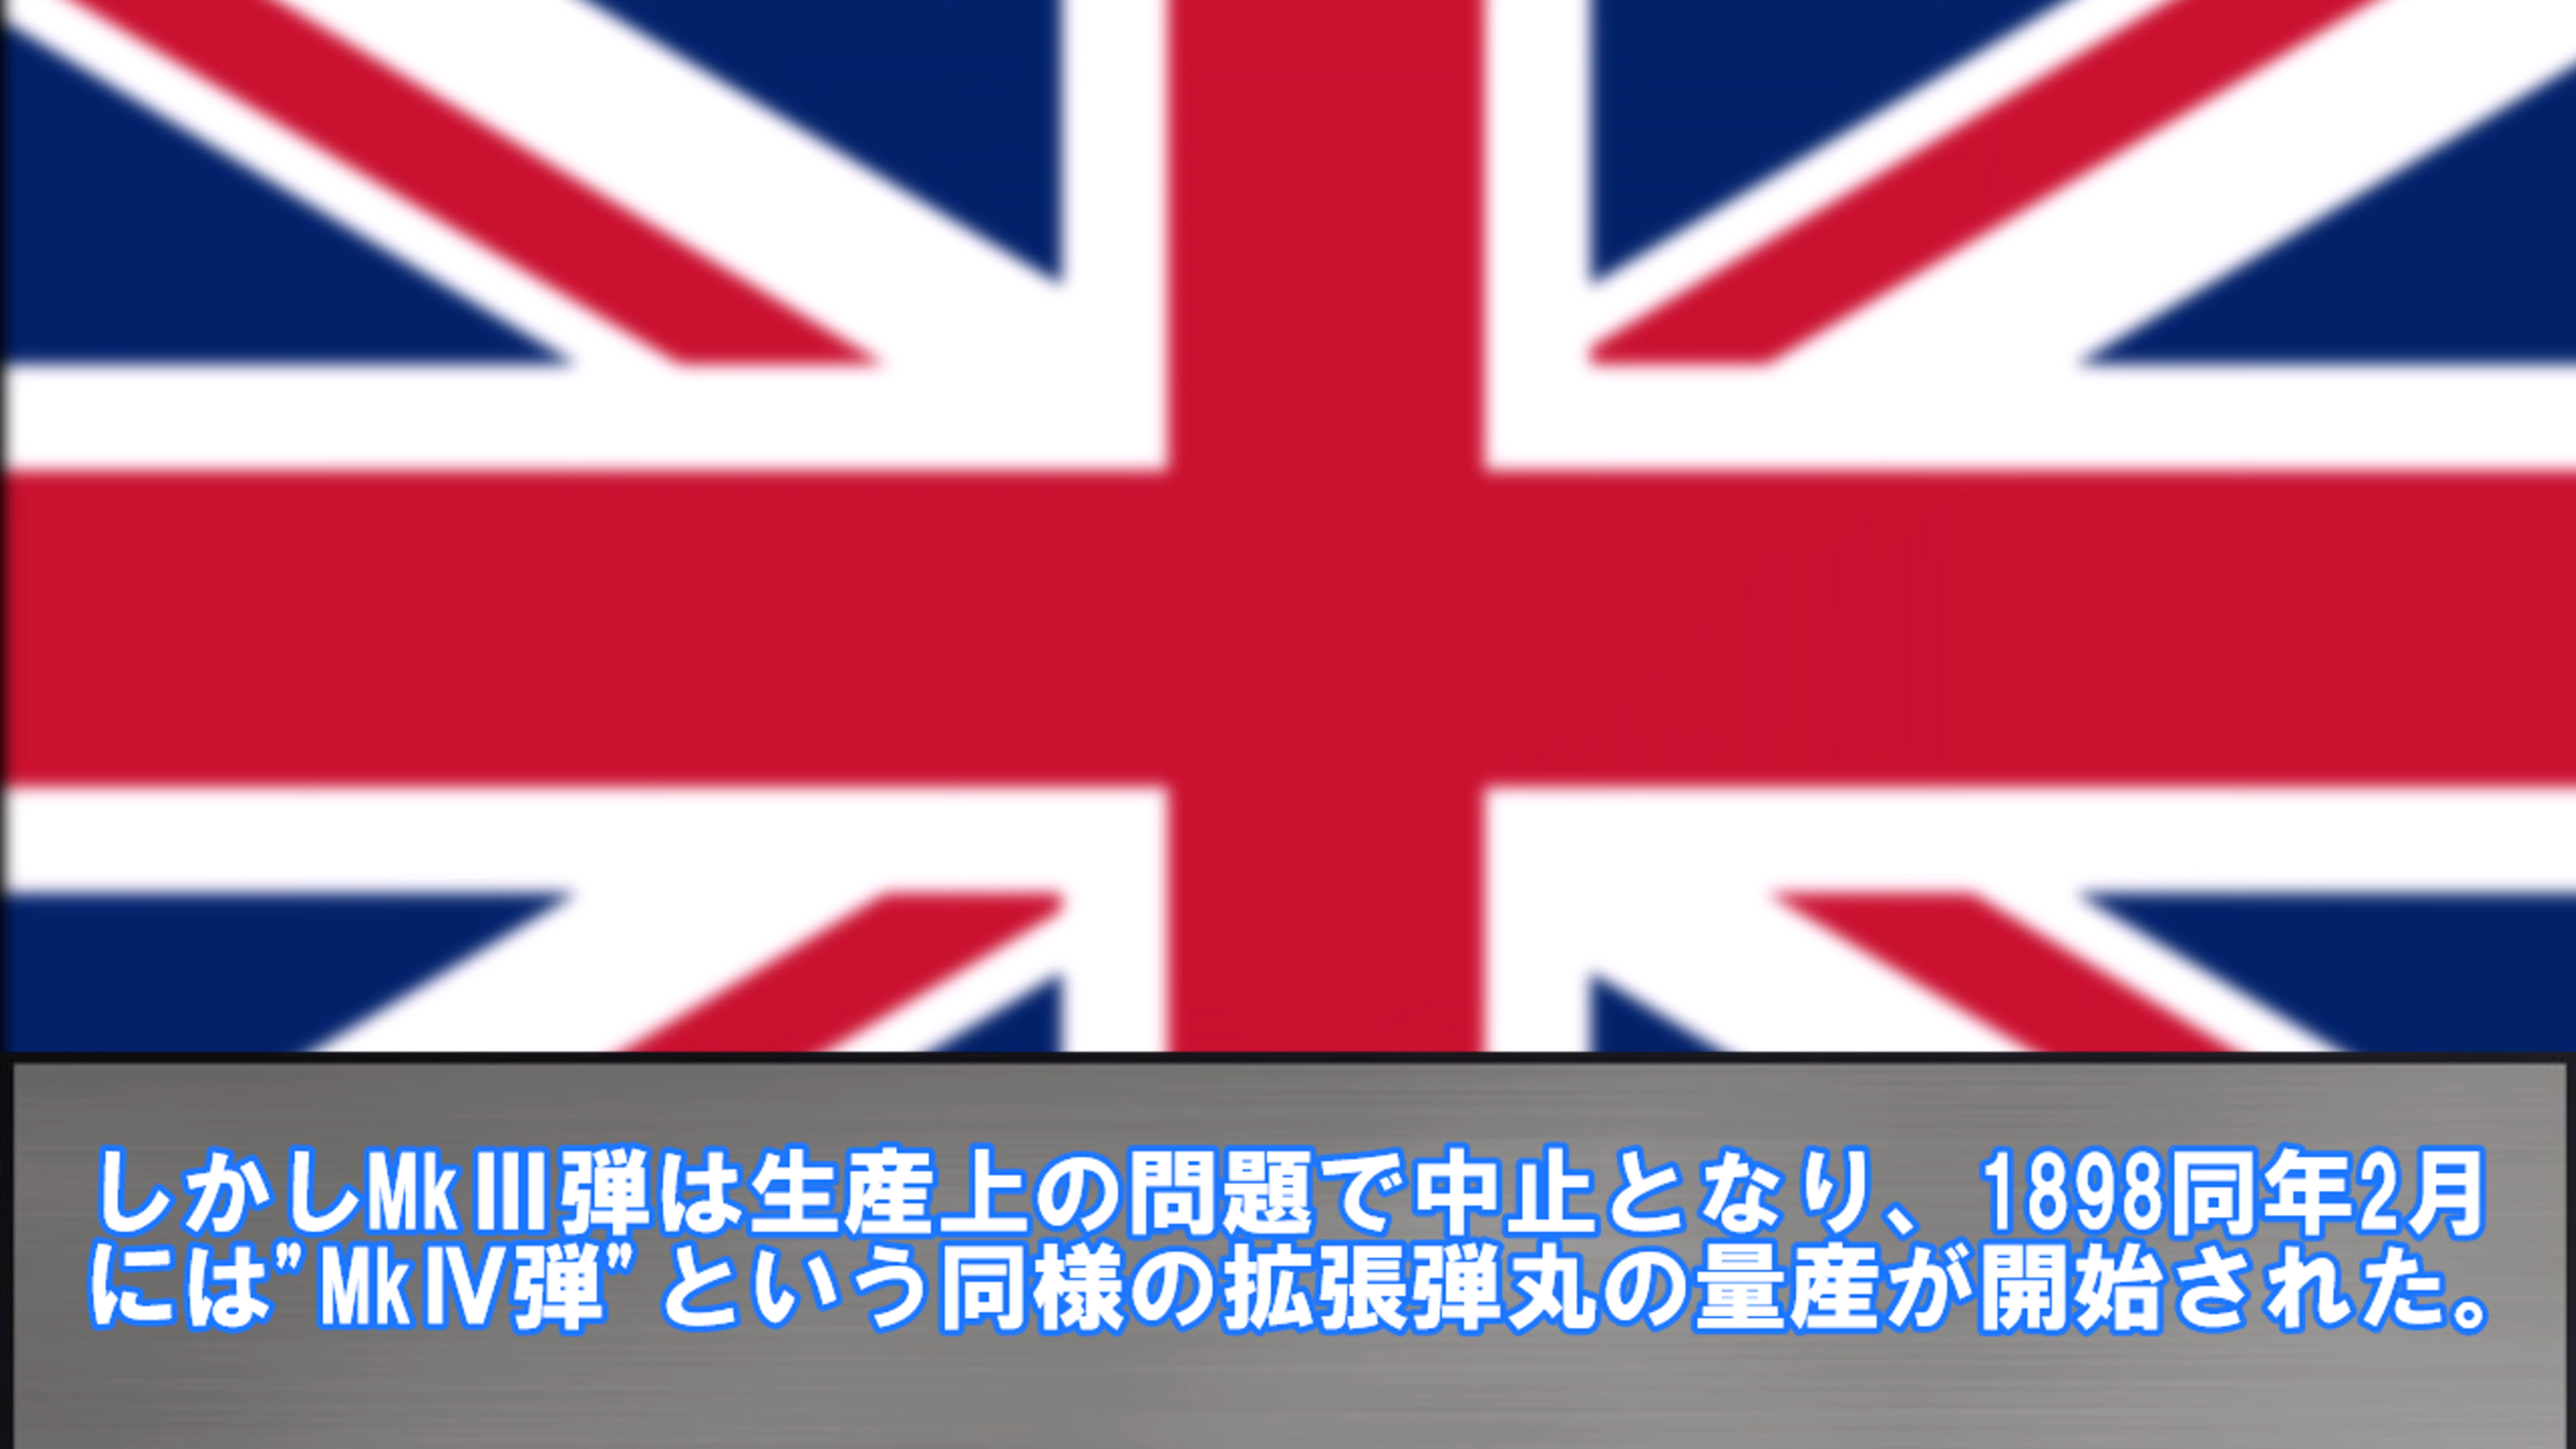 しかしMkⅢ弾は生産上の問題で中止となり、1898同年2月
には”MkⅣ弾”という同様の拡張弾丸の量産が開始された。